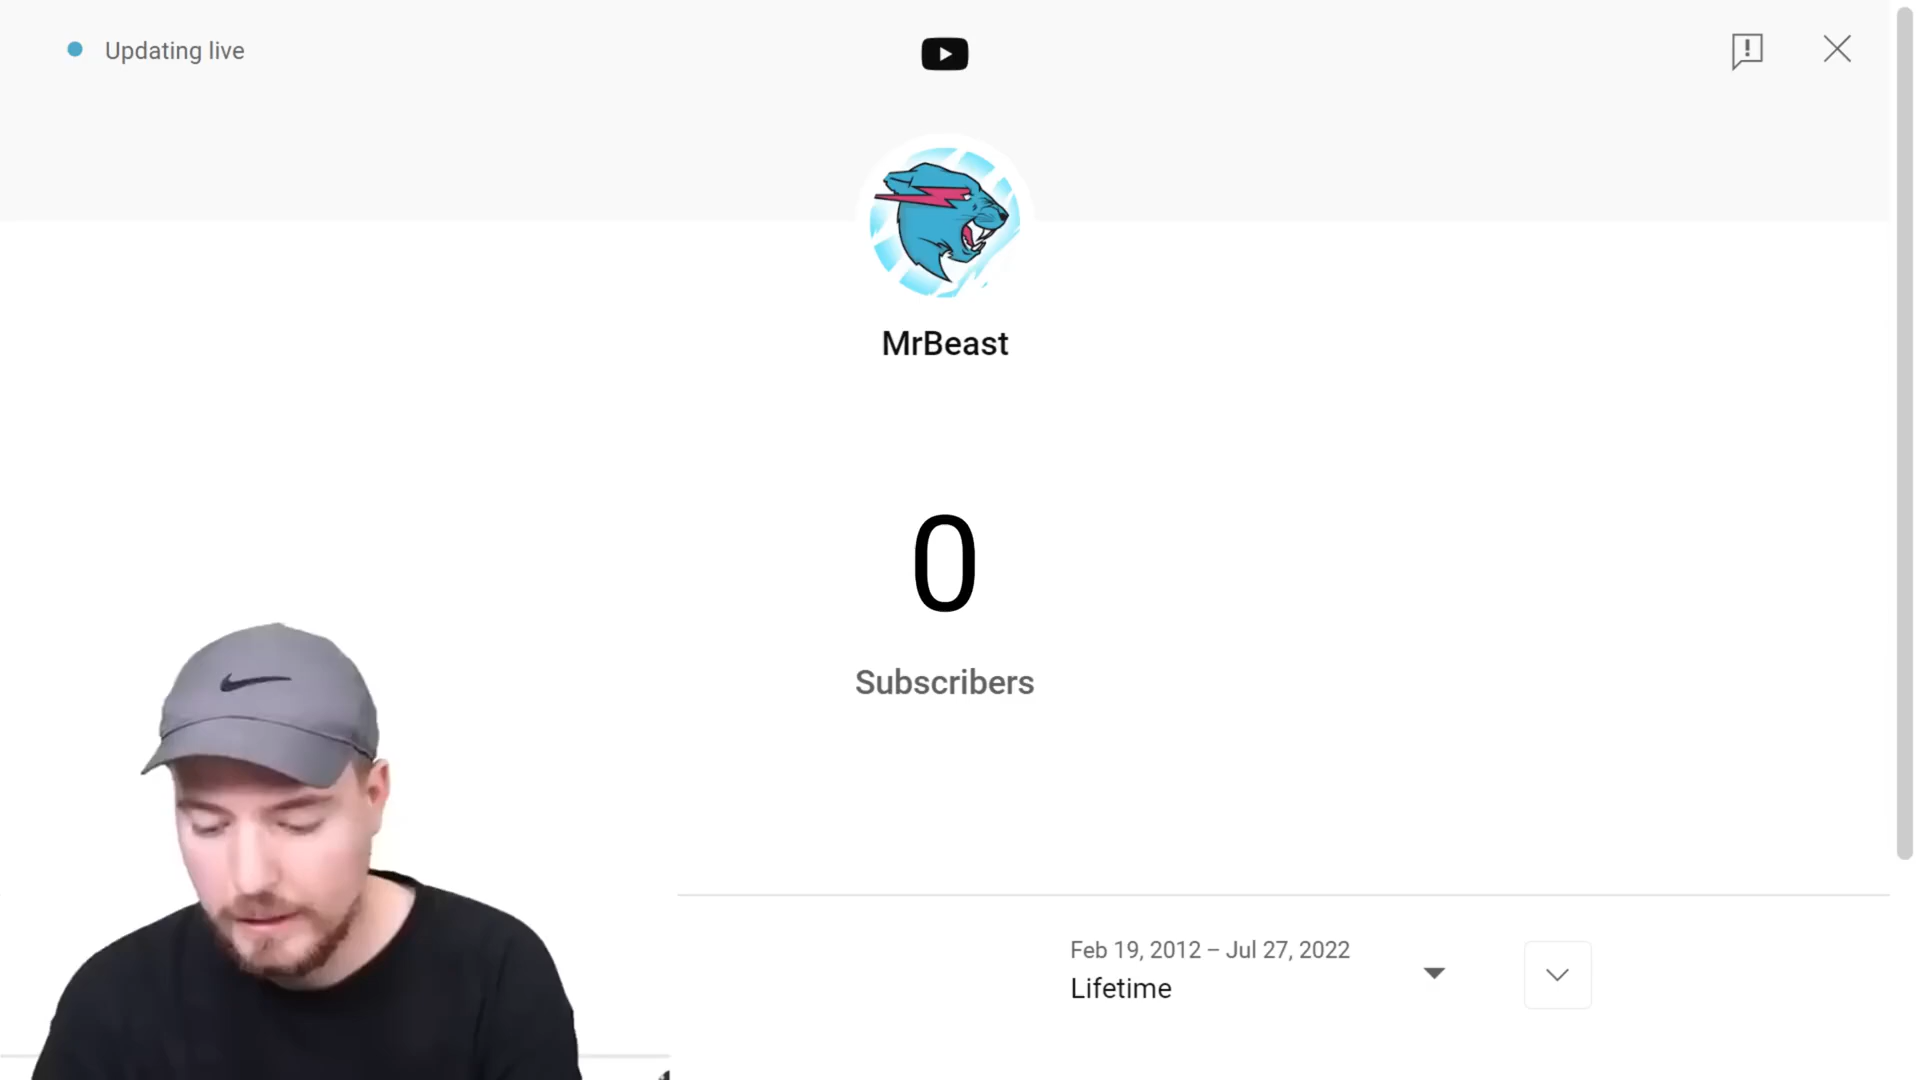 Updating live
MrBeast
0
Subscribers
Feb 19, 2012 – Jul 27, 2022
Lifetime